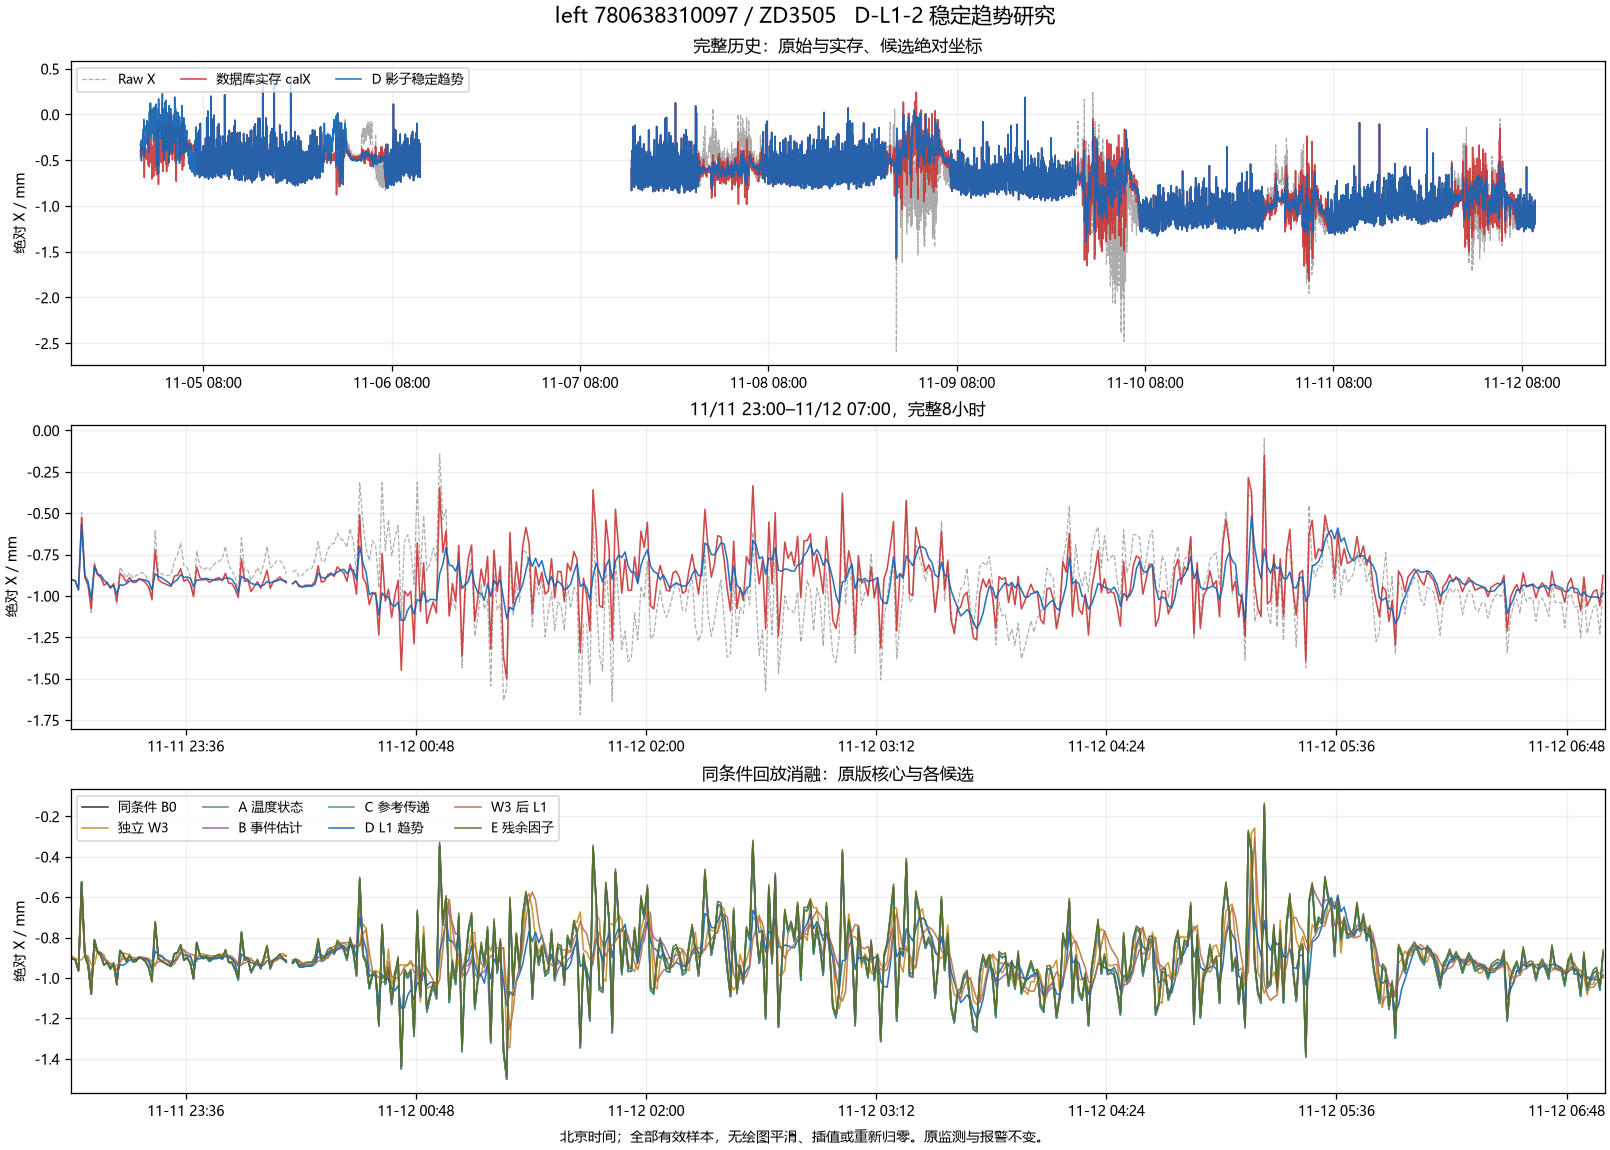 left 780638310097 / ZD3505   D-L1-2 稳定趋势研究
完整历史：原始与实存、候选绝对坐标
Raw X
数据库实存 calX
D 影子稳定趋势
绝对 X / mm
0.5
0.0
-0.5
-1.0
-1.5
-2.0
-2.5
11-05 08:00
11-06 08:00
11-07 08:00
11-08 08:00
11-09 08:00
11-10 08:00
11-11 08:00
11-12 08:00
11/11 23:00–11/12 07:00，完整8小时
绝对 X / mm
0.00
-0.25
-0.50
-0.75
-1.00
-1.25
-1.50
-1.75
11-11 23:36
11-12 00:48
11-12 02:00
11-12 03:12
11-12 04:24
11-12 05:36
11-12 06:48
同条件回放消融：原版核心与各候选
同条件 B0
A 温度状态
C 参考传递
W3 后 L1
独立 W3
B 事件估计
D L1 趋势
E 残余因子
绝对 X / mm
-0.2
-0.4
-0.6
-0.8
-1.0
-1.2
-1.4
11-11 23:36
11-12 00:48
11-12 02:00
11-12 03:12
11-12 04:24
11-12 05:36
11-12 06:48
北京时间；全部有效样本，无绘图平滑、插值或重新归零。原监测与报警不变。